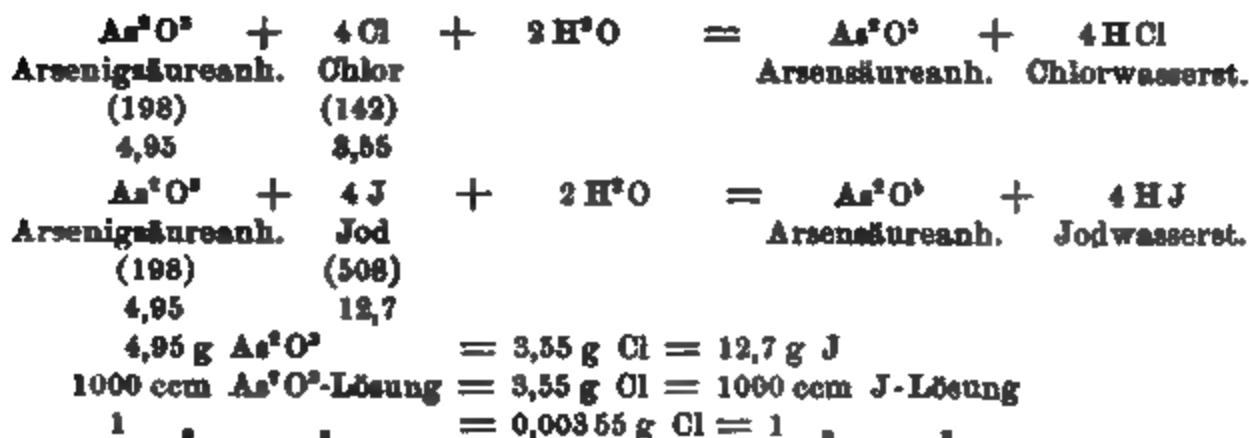 As²O³ + 4 Cl + 2 H²O = As²O⁵ + 4 H Cl
Arsenigsäureanh. Chlor Arsensäureanh. Chlorwasserst.
(198) (142)
4,95 3,55
As²O³ + 4 J + 2 H²O = As²O⁵ + 4 H J
Arsenigsäureanh. Jod Arsensäureanh. Jodwasserst.
(198) (508)
4,95 12,7
4,95 g As²O³ = 3,55 g Cl = 12,7 g J
1000 ccm As²O³-Lösung = 3,55 g Cl = 1000 ccm J-Lösung
1 „ „ = 0,00355 g Cl = 1 „ „